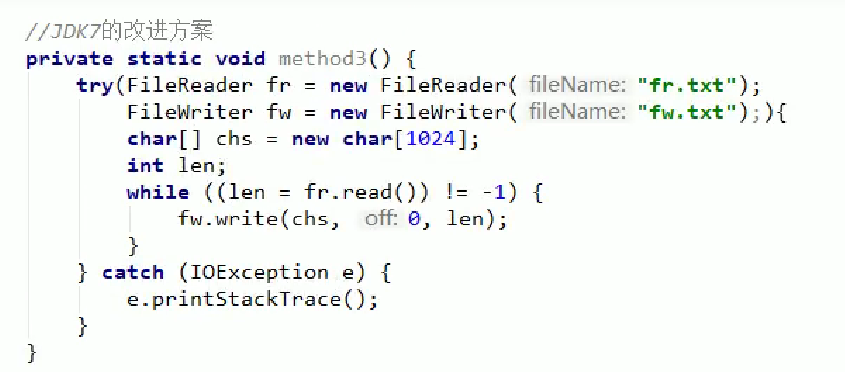 //JDK7的改进方案
private static void method3() {
try(FileReader fr = new FileReader( fileName: "fr.txt");
FileWriter fw = new FileWriter( fileName: "fw.txt");){
char[] chs = new char[1024];
int len;
while ((len = fr.read()) != -1) {
fw.write(chs, off: 0, len);
}
} catch (IOException e) {
e.printStackTrace();
}
}